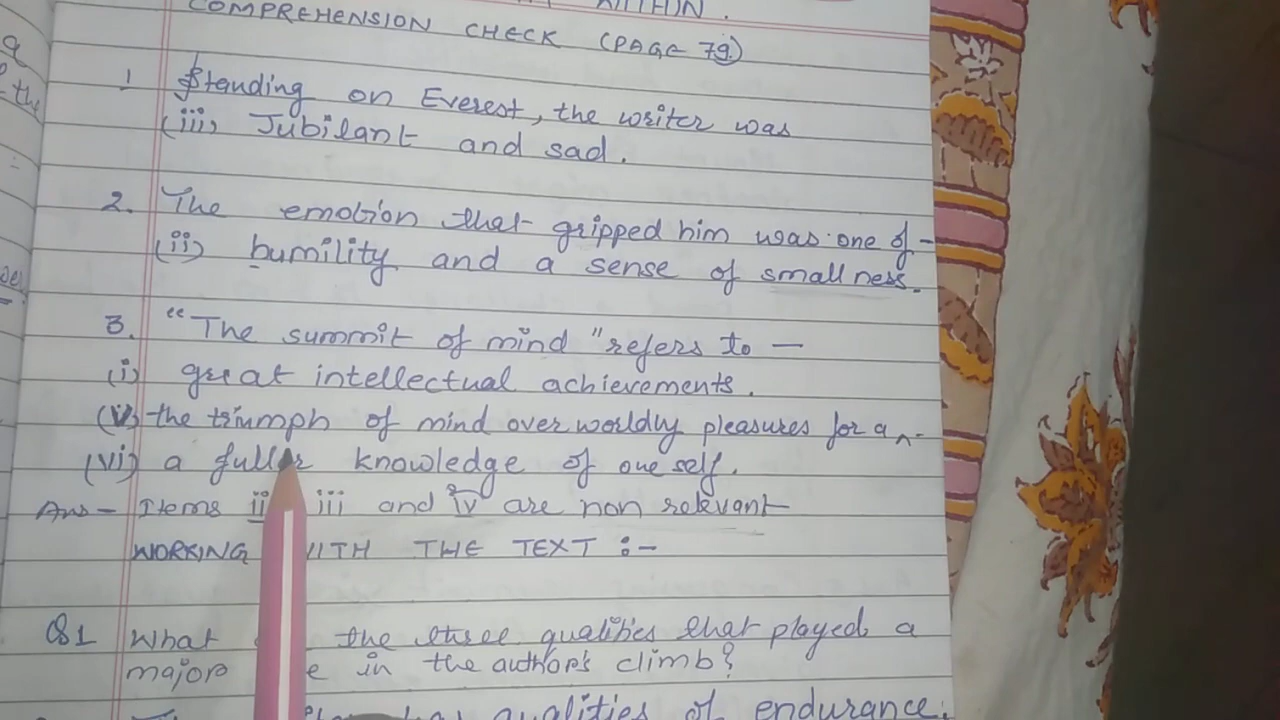 WITHIN.
COMPREHENSION CHECK (PAGE 79)
1 Standing on Everest, the writer was
(iii) Jubilant and sad.
2. The emotion that gripped him was one of -
(ii) humility and a sense of smallness.
3. "The summit of mind" refers to —
(i) great intellectual achievements.
(v) the triumph of mind over worldly pleasures for a
(vi) a fuller knowledge of oneself.
Ans - Items ii iii and iv are non relevant
WORKING WITH THE TEXT :-
Q1 What the three qualities that played a
major in the author's climb?
qualities of endurance,